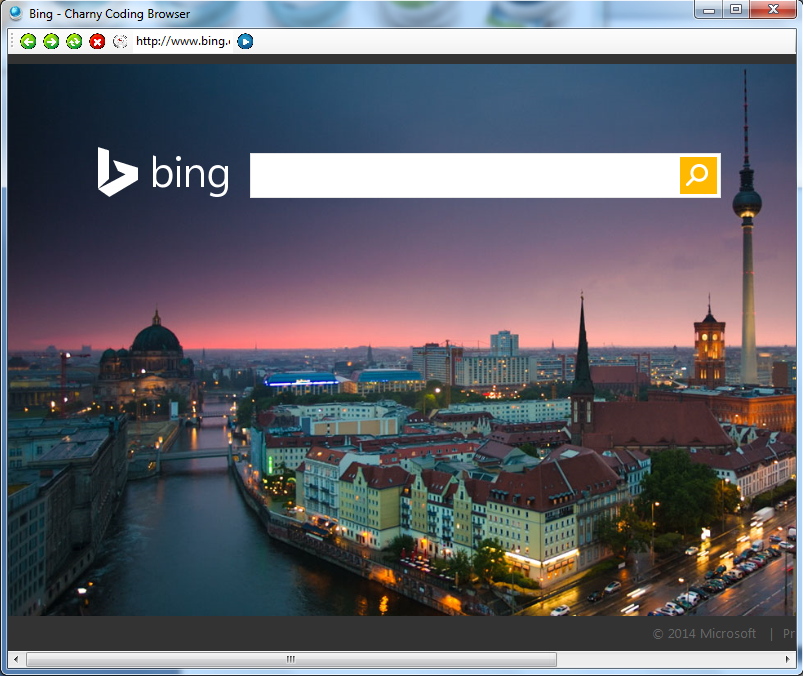 Bing - Charny Coding Browser
http://www.bing.c
bing
© 2014 Microsoft | Pr